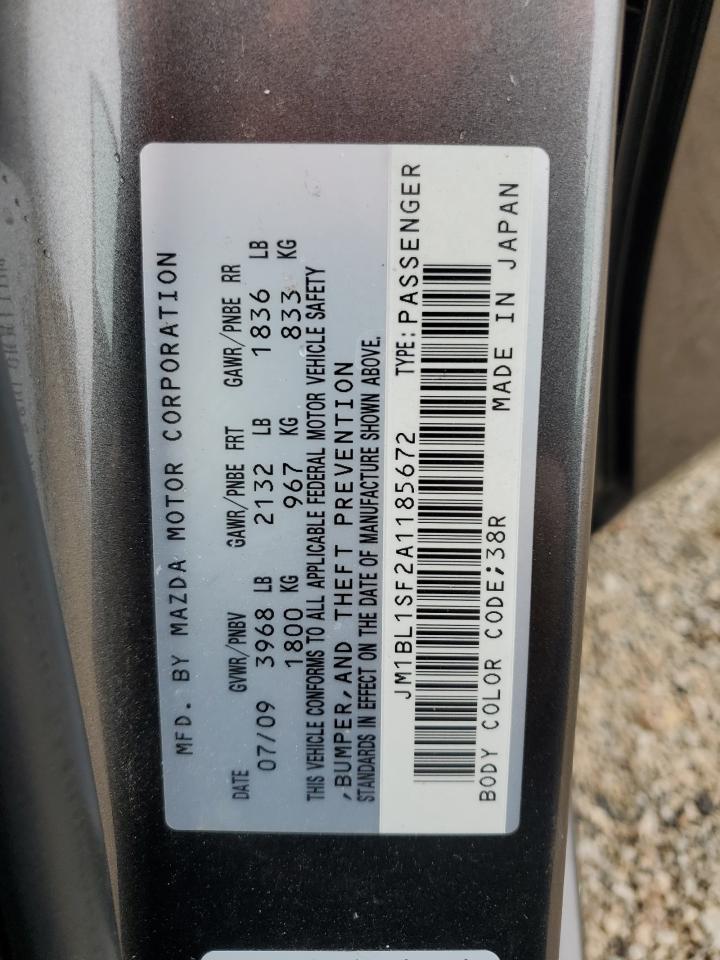 MFD. BY MAZDA MOTOR CORPORATION
DATE GVWR/PNBV GAWR/PNBE FRT GAWR/PNBE RR
07/09 3968 LB 2132 LB 1836 LB
1800 KG 967 KG 833 KG
THIS VEHICLE CONFORMS TO ALL APPLICABLE FEDERAL MOTOR VEHICLE SAFETY
,BUMPER,AND THEFT PREVENTION
STANDARDS IN EFFECT ON THE DATE OF MANUFACTURE SHOWN ABOVE.
JM1BL1SF2A1185672 TYPE:PASSENGER
BODY COLOR CODE;38R MADE IN JAPAN